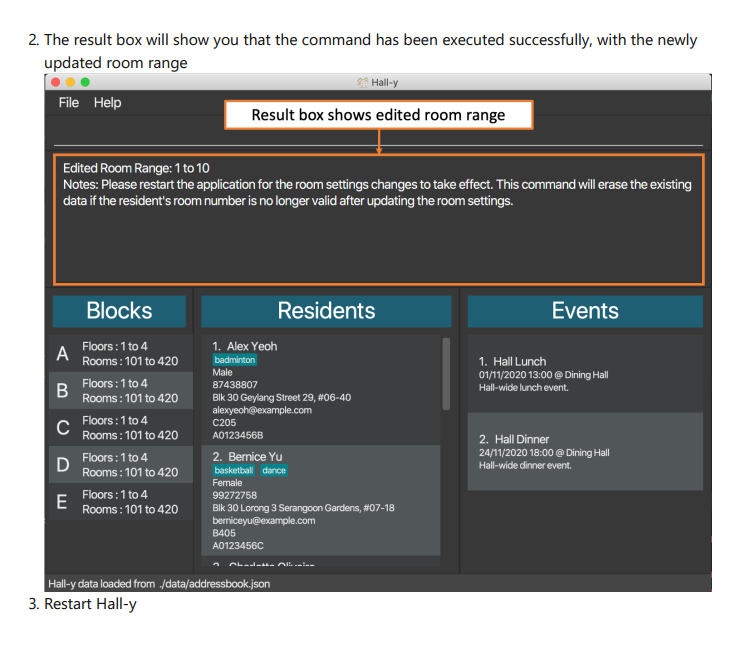 2. The result box will show you that the command has been executed successfully, with the newly
updated room range
Hall-y
File Help
Result box shows edited room range
Edited Room Range: 1 to 10
Notes: Please restart the application for the room settings changes to take effect. This command will erase the existing
data if the resident's room number is no longer valid after updating the room settings.
Blocks
A
Floors : 1 to 4
Rooms : 101 to 420
B
Floors : 1 to 4
Rooms : 101 to 420
C
Floors : 1 to 4
Rooms : 101 to 420
D
Floors : 1 to 4
Rooms : 101 to 420
E
Floors : 1 to 4
Rooms : 101 to 420
Residents
1. Alex Yeoh
badminton
Male
87438807
Blk 30 Geylang Street 29, #06-40
alexyeoh@example.com
C205
A0123456B
2. Bernice Yu
basketball dance
Female
99272758
Blk 30 Lorong 3 Serangoon Gardens, #07-18
berniceyu@example.com
B405
A0123456C
Events
1. Hall Lunch
01/11/2020 13:00 @ Dining Hall
Hall-wide lunch event.
2. Hall Dinner
24/11/2020 18:00 @ Dining Hall
Hall-wide dinner event.
Hall-y data loaded from ./data/addressbook.json
3. Restart Hall-y